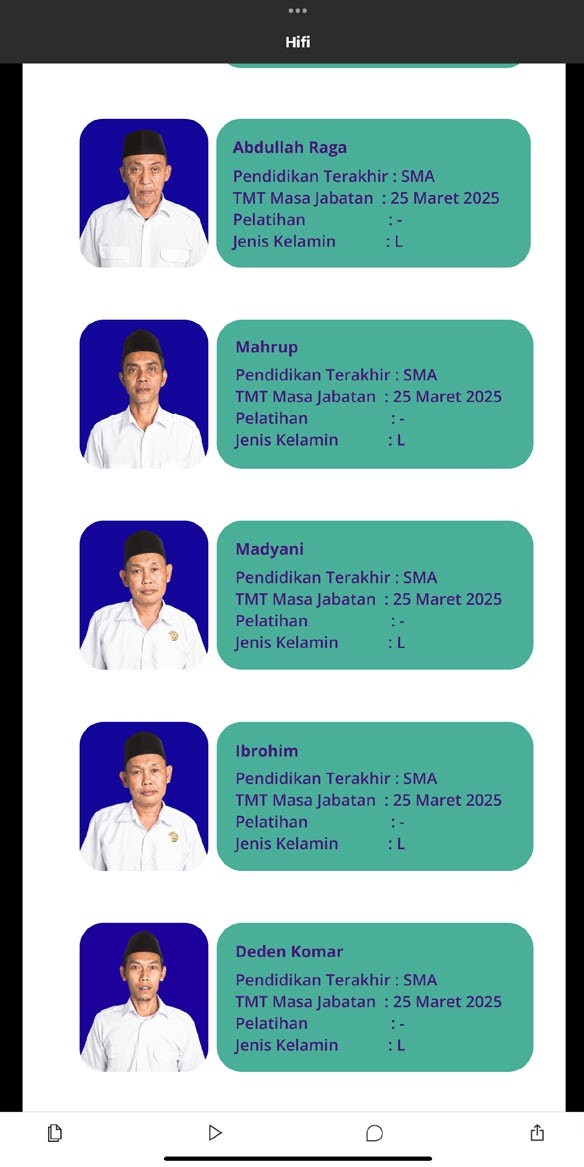 Hifi
Abdullah Raga
Pendidikan Terakhir : SMA
TMT Masa Jabatan : 25 Maret 2025
Pelatihan : -
Jenis Kelamin : L
Mahrup
Pendidikan Terakhir : SMA
TMT Masa Jabatan : 25 Maret 2025
Pelatihan : -
Jenis Kelamin : L
Madyani
Pendidikan Terakhir : SMA
TMT Masa Jabatan : 25 Maret 2025
Pelatihan : -
Jenis Kelamin : L
Ibrohim
Pendidikan Terakhir : SMA
TMT Masa Jabatan : 25 Maret 2025
Pelatihan : -
Jenis Kelamin : L
Deden Komar
Pendidikan Terakhir : SMA
TMT Masa Jabatan : 25 Maret 2025
Pelatihan : -
Jenis Kelamin : L